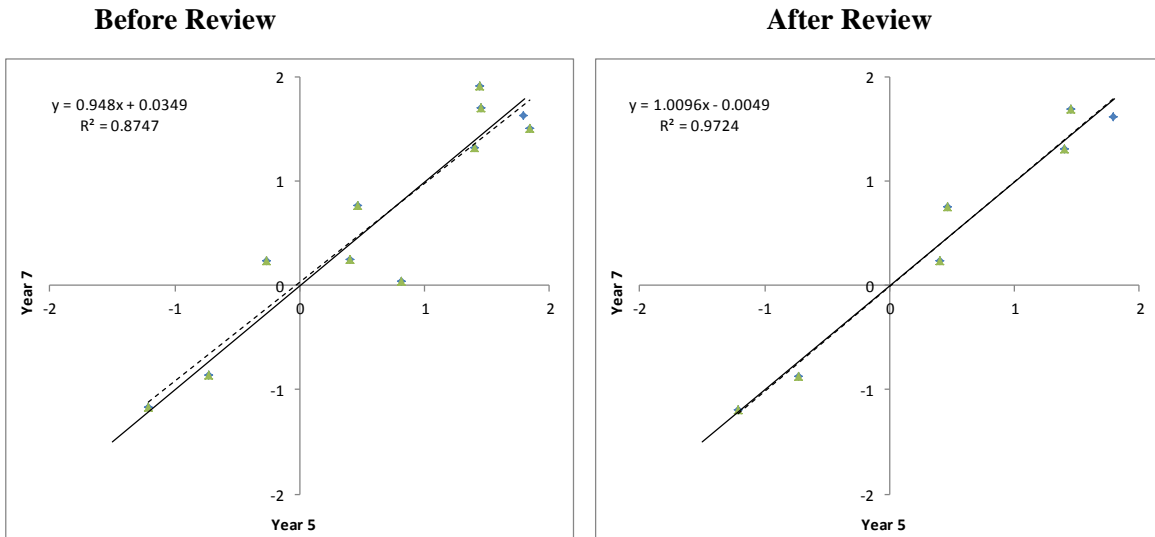 Before Review
After Review
y = 0.948x + 0.0349
R² = 0.8747
2
1
0
-2
-1
0
1
2
-1
-2
Year 7
Year 5
y = 1.0096x - 0.0049
R² = 0.9724
2
1
0
-2
-1
0
1
2
-1
-2
Year 7
Year 5